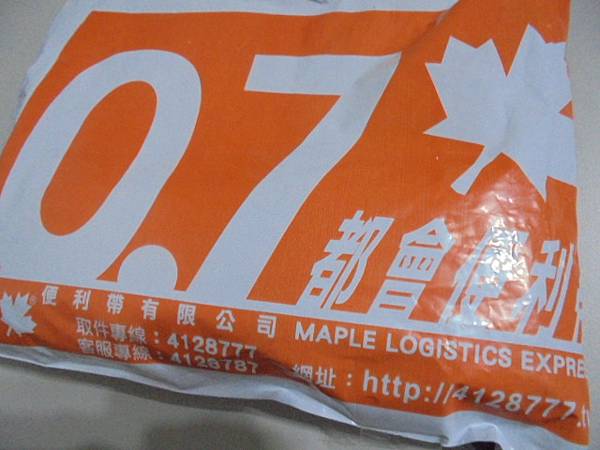 0.7
都會便利
便利帶有限公司 MAPLE LOGISTICS EXPRE
取件專線：4128777
客服專線：4128787
網址：http://4128777.t